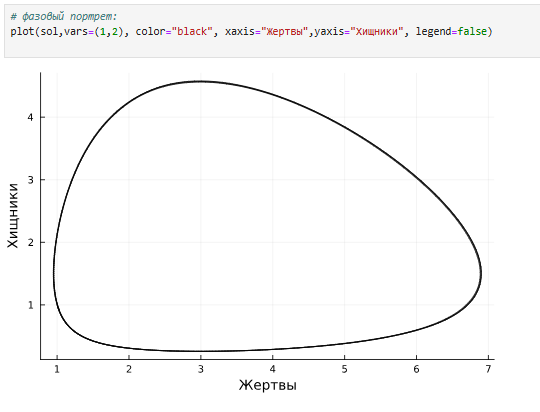 # фазовый портрет:
plot(sol,vars=(1,2), color="black", xaxis="Жертвы",yaxis="Хищники", legend=false)
4
3
2
1
Хищники
1 2 3 4 5 6 7
Жертвы